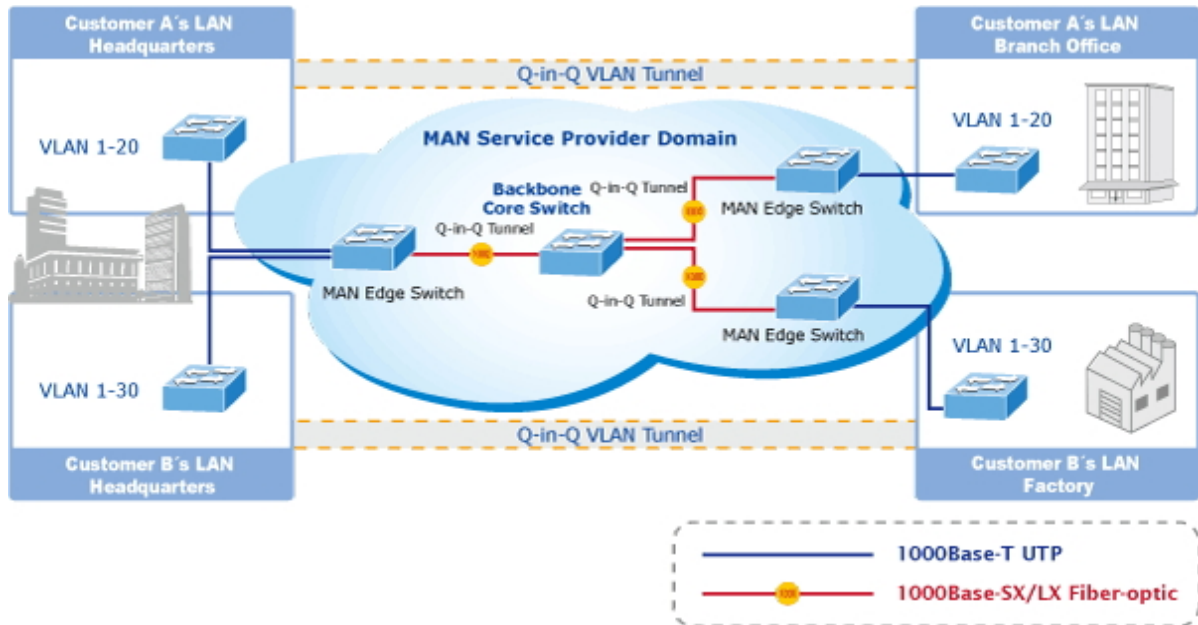 Customer A´s LAN
Headquarters
VLAN 1-20
Customer A´s LAN
Branch Office
VLAN 1-20
Q-in-Q VLAN Tunnel
MAN Service Provider Domain
Backbone
Core Switch
Q-in-Q Tunnel
Q-in-Q Tunnel
Q-in-Q Tunnel
MAN Edge Switch
MAN Edge Switch
MAN Edge Switch
VLAN 1-30
Customer B´s LAN
Headquarters
VLAN 1-30
Customer B´s LAN
Factory
Q-in-Q VLAN Tunnel
1000Base-T UTP
1000Base-SX/LX Fiber-optic